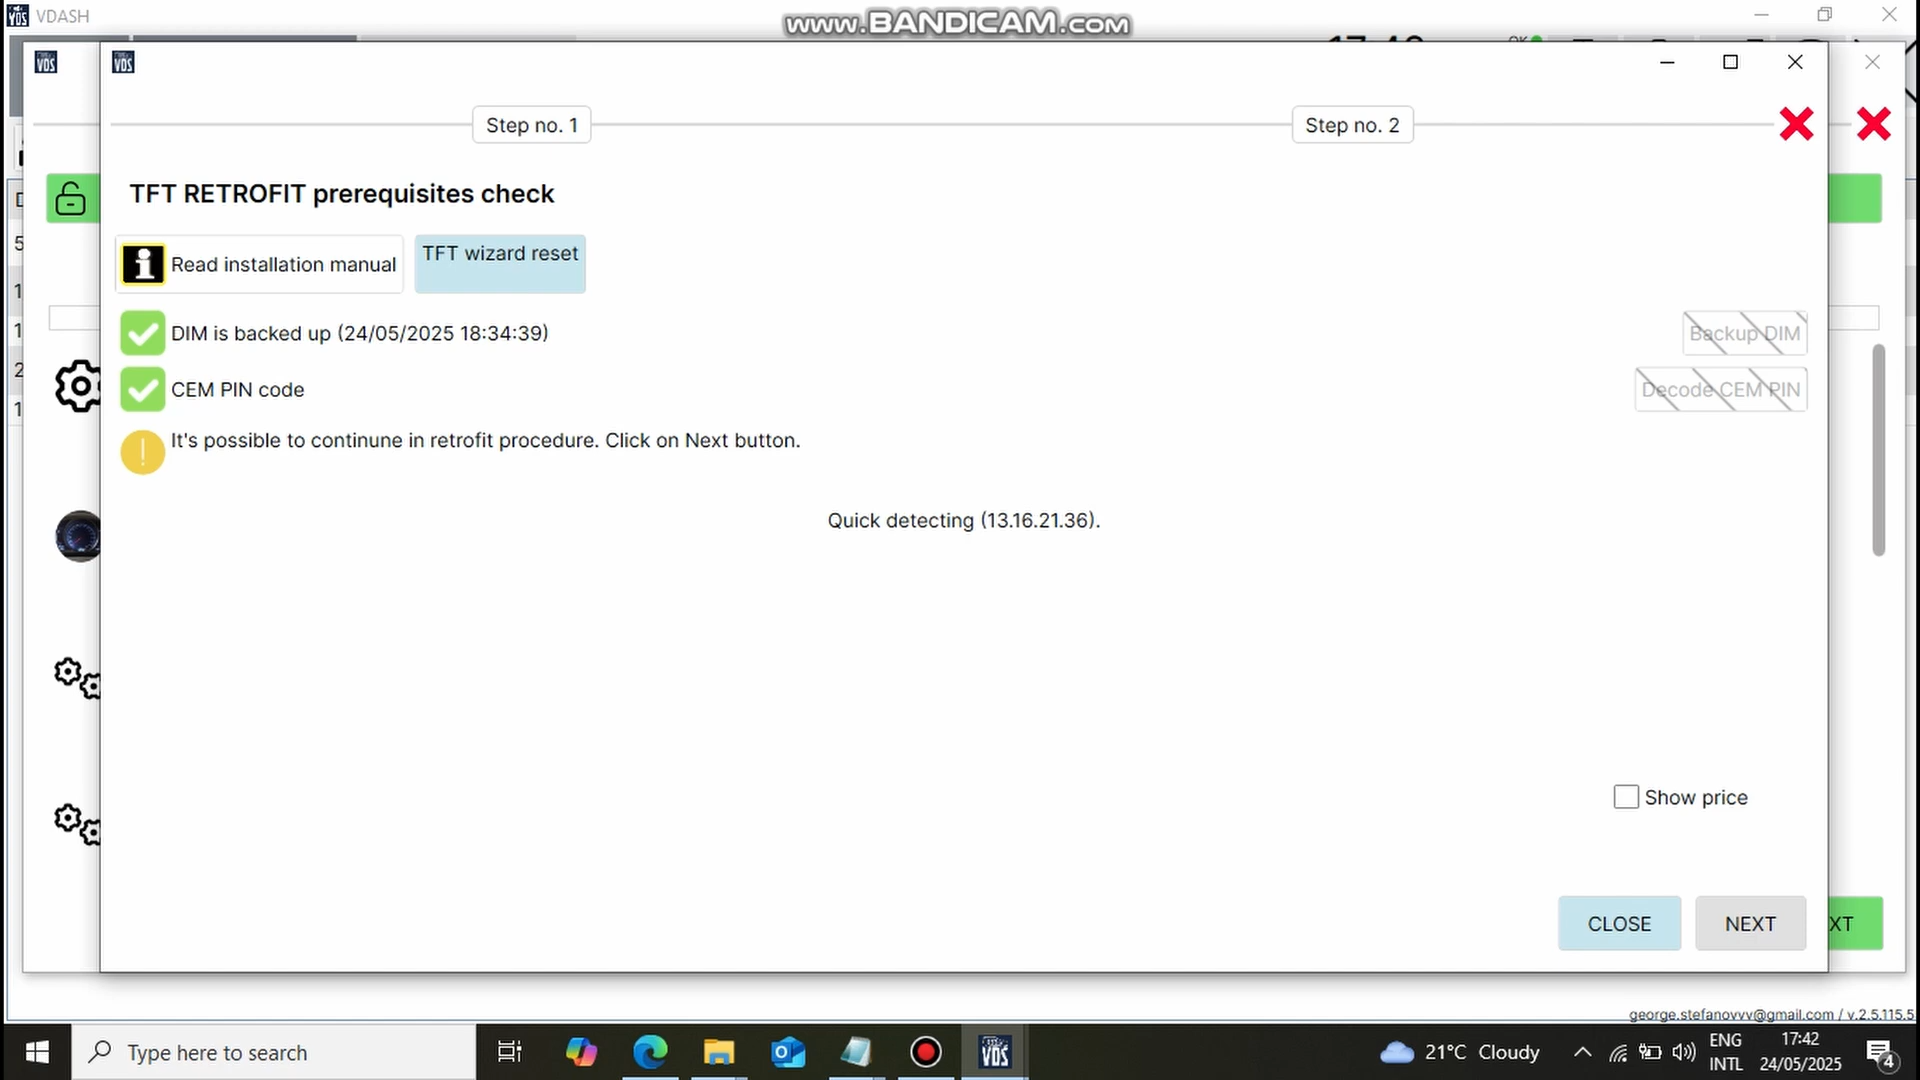 VDASH
www.BANDICAM.com
Step no. 1
Step no. 2
TFT RETROFIT prerequisites check
Read installation manual
TFT wizard reset
DIM is backed up (24/05/2025 18:34:39)
Backup DIM
CEM PIN code
Decode CEM PIN
It's possible to continune in retrofit procedure. Click on Next button.
Quick detecting (13.16.21.36).
Show price
CLOSE
NEXT
XT
george.stefanovvv@gmail.com / v.2.5.115.5
Type here to search
21°C Cloudy
ENG
INTL
17:42
24/05/2025
4